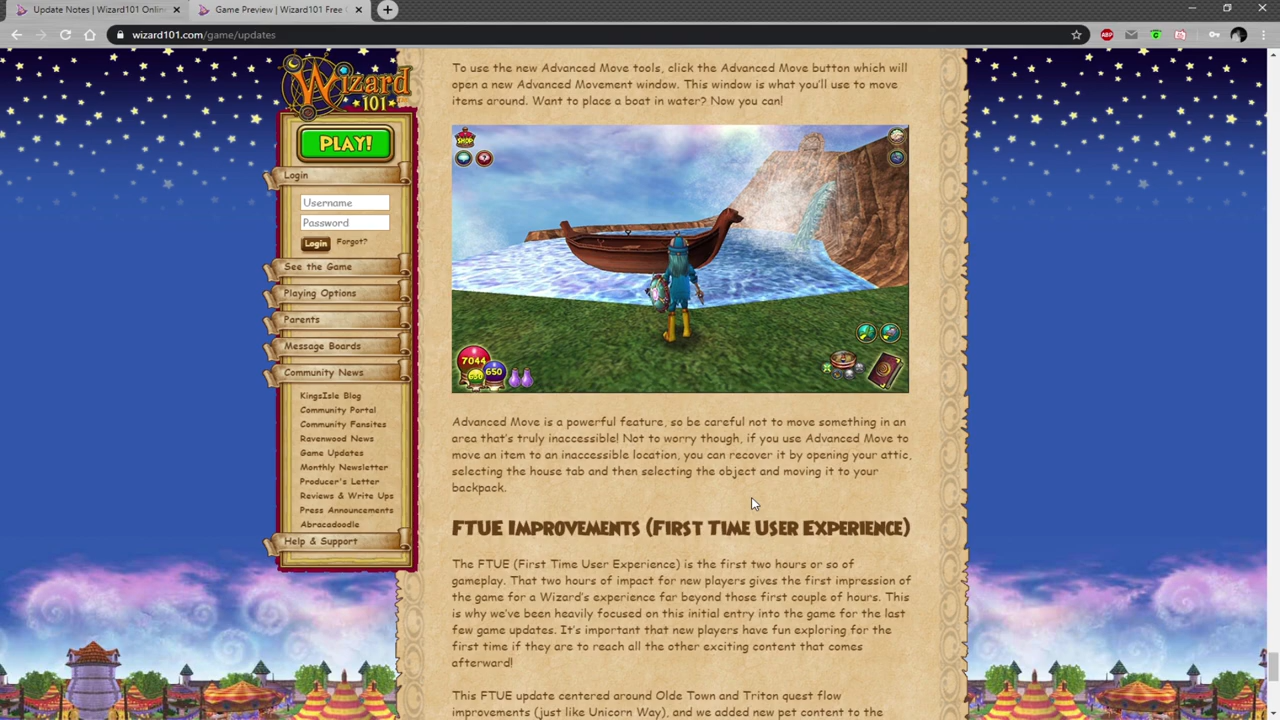 Update Notes | Wizard101 Onlin
Game Preview | Wizard101 Free
wizard101.com/game/updates
ABP
Wizard
101
PLAY!
Login
Username
Password
Login Forgot?
See the Game
Playing Options
Parents
Message Boards
Community News
KingsIsle Blog
Community Portal
Community Fansites
Ravenwood News
Game Updates
Monthly Newsletter
Producer's Letter
Reviews & Write Ups
Press Announcements
Abracadoodle
Help & Support
To use the new Advanced Move tools, click the Advanced Move button which will
open a new Advanced Movement window. This window is what you'll use to move
items around. Want to place a boat in water? Now you can!
SHOP
7044
650
Advanced Move is a powerful feature, so be careful not to move something in an
area that's truly inaccessible! Not to worry though, if you use Advanced Move to
move an item to an inaccessible location, you can recover it by opening your attic,
selecting the house tab and then selecting the object and moving it to your
backpack.
FTUE Improvements (First Time User Experience)
The FTUE (First Time User Experience) is the first two hours or so of
gameplay. That two hours of impact for new players gives the first impression of
the game for a Wizard's experience far beyond those first couple of hours. This
is why we've been heavily focused on this initial entry into the game for the last
few game updates. It's important that new players have fun exploring for the
first time if they are to reach all the other exciting content that comes
afterward!
This FTUE update centered around Olde Town and Triton quest flow
improvements (just like Unicorn Way), and we added new pet content to the